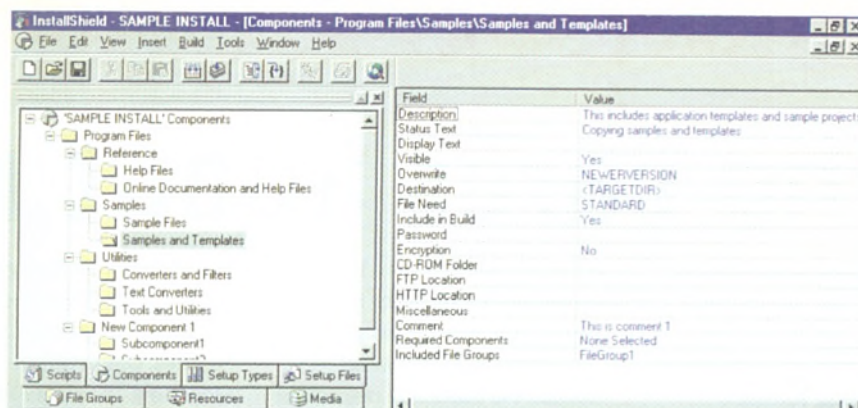 InstallShield - SAMPLE INSTALL - [Components - Program Files\Samples\Samples and Templates]
File Edit View Insert Build Tools Window Help
'SAMPLE INSTALL' Components
Program Files
Reference
Help Files
Online Documentation and Help Files
Samples
Sample Files
Samples and Templates
Utilities
Converters and Filters
Text Converters
Tools and Utilities
New Component 1
Subcomponent1
Scripts Components Setup Types Setup Files
File Groups Resources Media
Field Value
Description This includes application templates and sample project
Status Text Copying samples and templates
Display Text
Visible Yes
Overwrite NEWERVERSION
Destination <TARGETDIR>
File Need STANDARD
Include in Build Yes
Password
Encryption No
CD-ROM Folder
FTP Location
HTTP Location
Miscellaneous
Comment This is comment 1
Required Components None Selected
Included File Groups FileGroup1